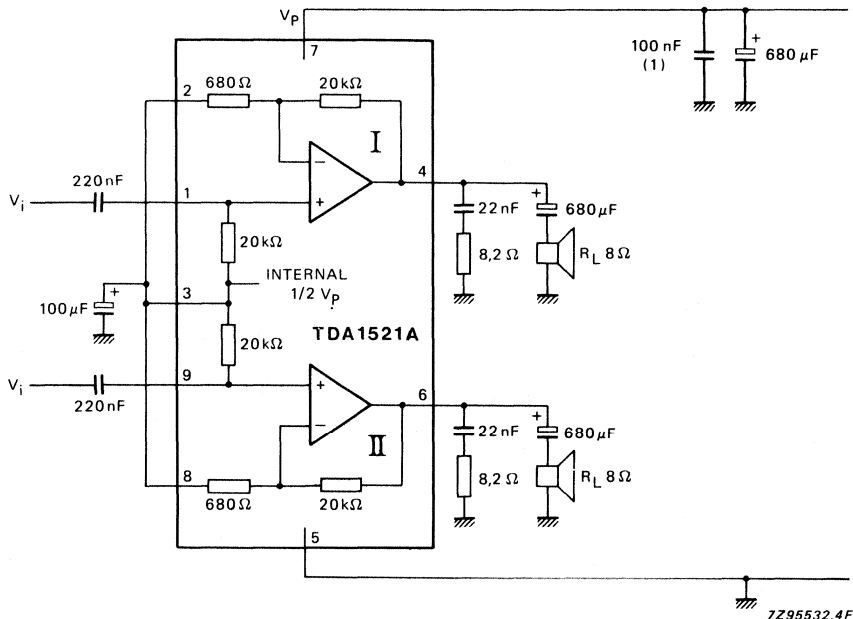 V_P
7
100 nF
(1)
+
680 µF
680Ω
20kΩ
2
−
I
4
220nF
V_i
1
+
+
22nF
680µF
20kΩ
8,2Ω
R_L 8Ω
INTERNAL
1/2 V_P
3
+
100µF
TDA1521A
20kΩ
V_i
9
+
6
220nF
−
+
22nF
680µF
II
8
8,2Ω
R_L 8Ω
680Ω
20kΩ
5
7Z95532.4F